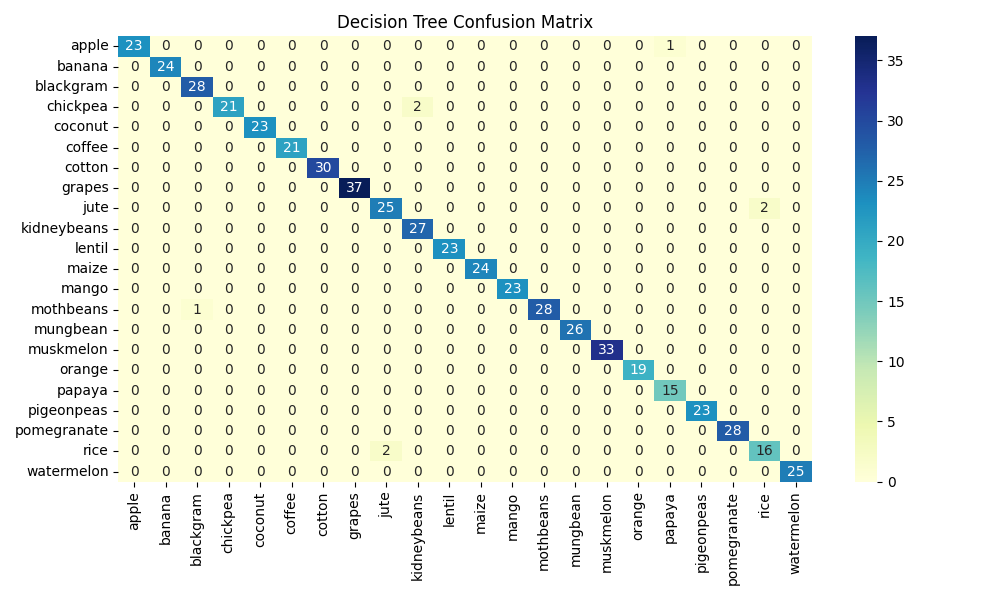 Decision Tree Confusion Matrix
apple 23 0 0 0 0 0 0 0 0 0 0 0 0 0 0 0 0 1 0 0 0 0
banana 0 24 0 0 0 0 0 0 0 0 0 0 0 0 0 0 0 0 0 0 0 0
blackgram 0 0 28 0 0 0 0 0 0 0 0 0 0 0 0 0 0 0 0 0 0 0
chickpea 0 0 0 21 0 0 0 0 0 2 0 0 0 0 0 0 0 0 0 0 0 0
coconut 0 0 0 0 23 0 0 0 0 0 0 0 0 0 0 0 0 0 0 0 0 0
coffee 0 0 0 0 0 21 0 0 0 0 0 0 0 0 0 0 0 0 0 0 0 0
cotton 0 0 0 0 0 0 30 0 0 0 0 0 0 0 0 0 0 0 0 0 0 0
grapes 0 0 0 0 0 0 0 37 0 0 0 0 0 0 0 0 0 0 0 0 0 0
jute 0 0 0 0 0 0 0 0 25 0 0 0 0 0 0 0 0 0 0 0 2 0
kidneybeans 0 0 0 0 0 0 0 0 0 27 0 0 0 0 0 0 0 0 0 0 0 0
lentil 0 0 0 0 0 0 0 0 0 0 23 0 0 0 0 0 0 0 0 0 0 0
maize 0 0 0 0 0 0 0 0 0 0 0 24 0 0 0 0 0 0 0 0 0 0
mango 0 0 0 0 0 0 0 0 0 0 0 0 23 0 0 0 0 0 0 0 0 0
mothbeans 0 0 1 0 0 0 0 0 0 0 0 0 0 28 0 0 0 0 0 0 0 0
mungbean 0 0 0 0 0 0 0 0 0 0 0 0 0 0 26 0 0 0 0 0 0 0
muskmelon 0 0 0 0 0 0 0 0 0 0 0 0 0 0 0 33 0 0 0 0 0 0
orange 0 0 0 0 0 0 0 0 0 0 0 0 0 0 0 0 19 0 0 0 0 0
papaya 0 0 0 0 0 0 0 0 0 0 0 0 0 0 0 0 0 15 0 0 0 0
pigeonpeas 0 0 0 0 0 0 0 0 0 0 0 0 0 0 0 0 0 0 23 0 0 0
pomegranate 0 0 0 0 0 0 0 0 0 0 0 0 0 0 0 0 0 0 0 28 0 0
rice 0 0 0 0 0 0 0 0 2 0 0 0 0 0 0 0 0 0 0 0 16 0
watermelon 0 0 0 0 0 0 0 0 0 0 0 0 0 0 0 0 0 0 0 0 0 25
apple
banana
blackgram
chickpea
coconut
coffee
cotton
grapes
jute
kidneybeans
lentil
maize
mango
mothbeans
mungbean
muskmelon
orange
papaya
pigeonpeas
pomegranate
rice
watermelon
35
30
25
20
15
10
5
0